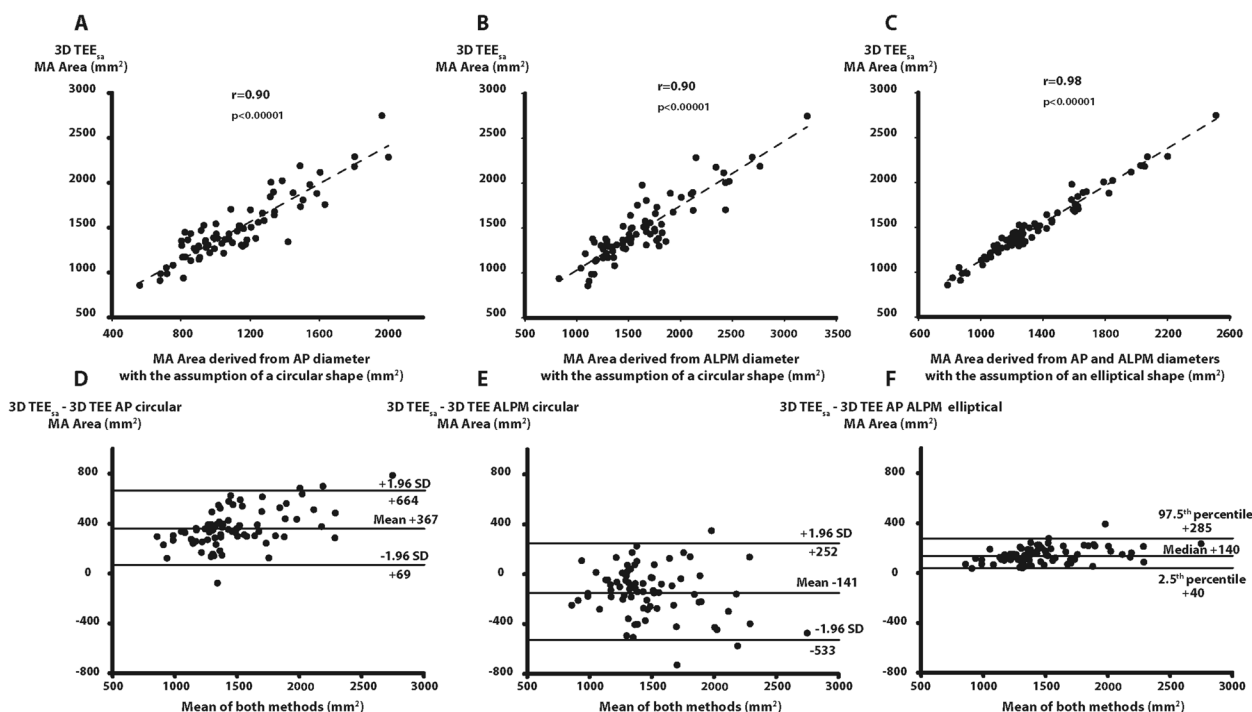 A
3D TEEsa
MA Area (mm²)
r=0.90
p<0.00001
3000
2500
2000
1500
1000
500
400
800
1200
1600
2000
MA Area derived from AP diameter
with the assumption of a circular shape (mm²)
B
3D TEEsa
MA Area (mm²)
r=0.90
p<0.00001
3000
2500
2000
1500
1000
500
500
1000
1500
2000
2500
3000
3500
MA Area derived from ALPM diameter
with the assumption of a circular shape (mm²)
C
3D TEEsa
MA Area (mm²)
r=0.98
p<0.00001
3000
2500
2000
1500
1000
500
600
1000
1400
1800
2200
2600
MA Area derived from AP and ALPM diameters
with the assumption of an elliptical shape (mm²)
D
3D TEEsa - 3D TEE AP circular
MA Area (mm²)
800
400
0
-400
-800
+1.96 SD
+664
Mean +367
-1.96 SD
+69
500
1000
1500
2000
2500
3000
Mean of both methods (mm²)
E
3D TEEsa - 3D TEE ALPM circular
MA Area (mm²)
800
400
0
-400
-800
+1.96 SD
+252
Mean -141
-1.96 SD
-533
500
1000
1500
2000
2500
3000
Mean of both methods (mm²)
F
3D TEEsa - 3D TEE AP ALPM elliptical
MA Area (mm²)
800
400
0
-400
-800
97.5th percentile
+285
Median +140
2.5th percentile
+40
500
1000
1500
2000
2500
3000
Mean of both methods (mm²)